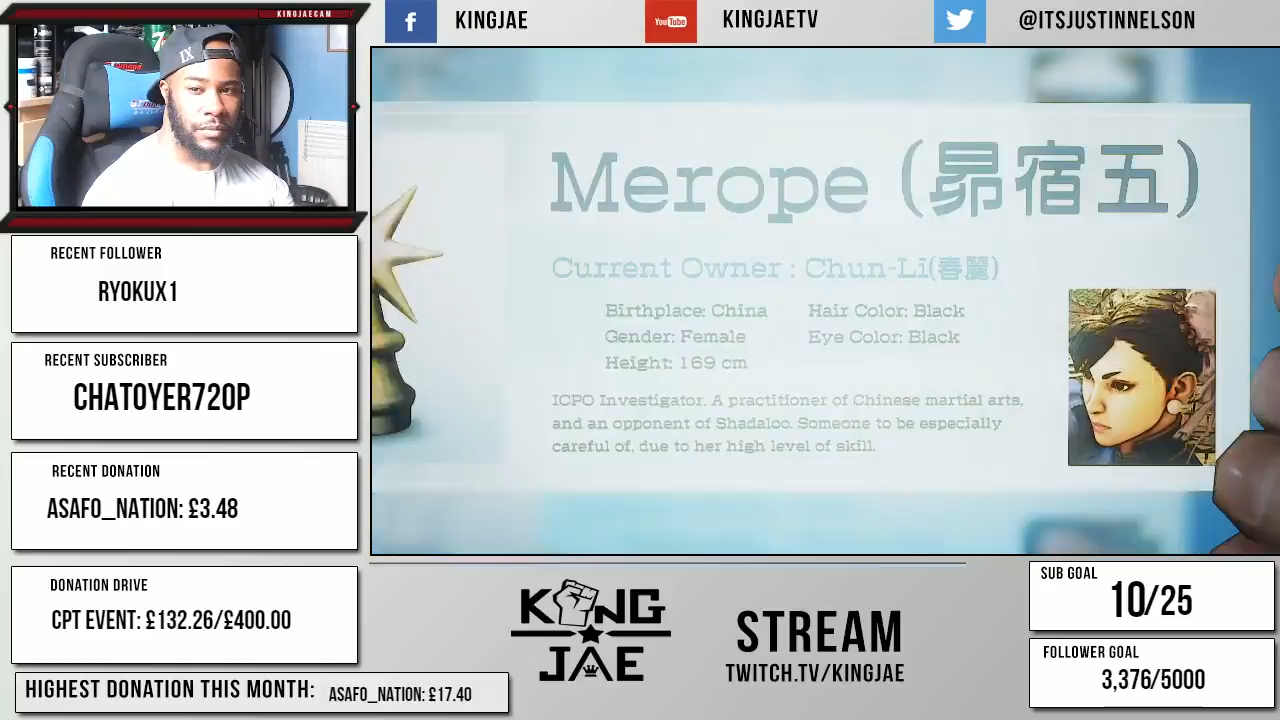 KINGJAECAM
KINGJAE
YouTube
KINGJAETV
@ITSJUSTINNELSON
IX
RECENT FOLLOWER
RYOKUX1
RECENT SUBSCRIBER
CHATOYER720P
RECENT DONATION
ASAFO_NATION: £3.48
DONATION DRIVE
CPT EVENT: £132.26/£400.00
HIGHEST DONATION THIS MONTH: ASAFO_NATION: £17.40
Merope (昴宿五)
Current Owner : Chun-Li(春麗)
Birthplace: China Hair Color: Black
Gender: Female Eye Color: Black
Height: 169 cm
ICPO Investigator. A practitioner of Chinese martial arts,
and an opponent of Shadaloo. Someone to be especially
careful of, due to her high level of skill.
KING
JAE
STREAM
TWITCH.TV/KINGJAE
SUB GOAL
10/25
FOLLOWER GOAL
3,376/5000